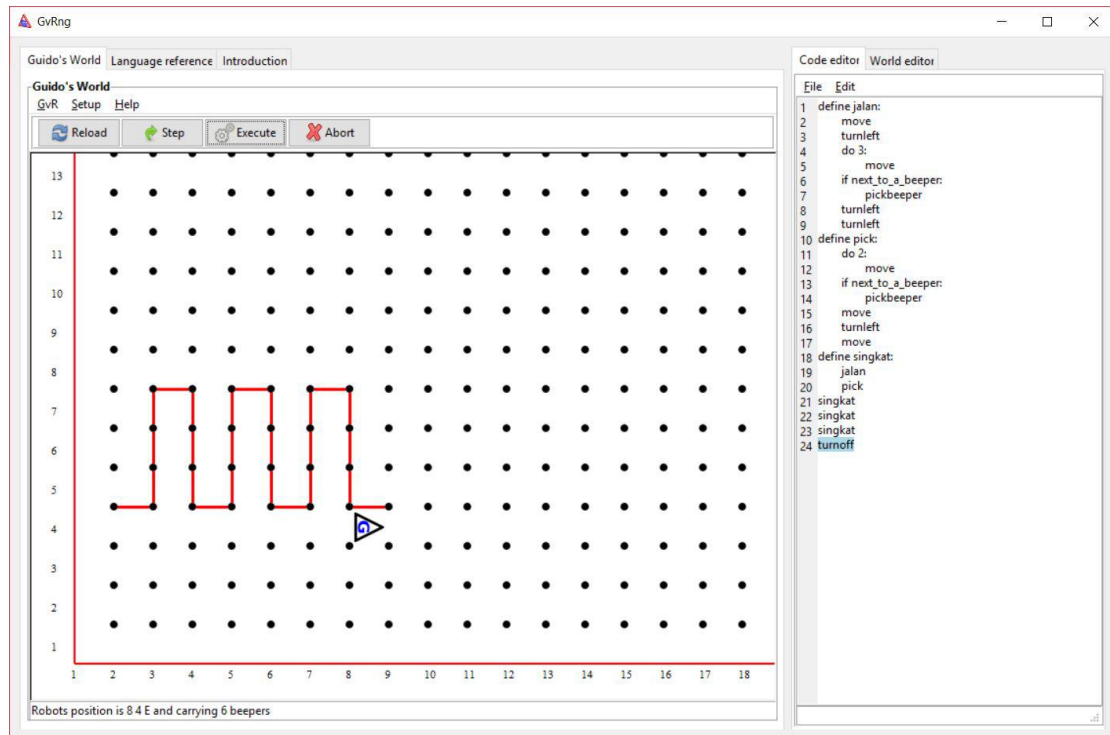 GvRng
Guido's World Language reference Introduction
Guido's World
GvR Setup Help
Reload Step Execute Abort
13
12
11
10
9
8
7
6
5
4
G
3
2
1
1 2 3 4 5 6 7 8 9 10 11 12 13 14 15 16 17 18
Robots position is 8 4 E and carrying 6 beepers
Code editor World editor
File Edit
1 define jalan:
2 move
3 turnleft
4 do 3:
5 move
6 if next_to_a_beeper:
7 pickbeeper
8 turnleft
9 turnleft
10 define pick:
11 do 2:
12 move
13 if next_to_a_beeper:
14 pickbeeper
15 move
16 turnleft
17 move
18 define singkat:
19 jalan
20 pick
21 singkat
22 singkat
23 singkat
24 turnoff